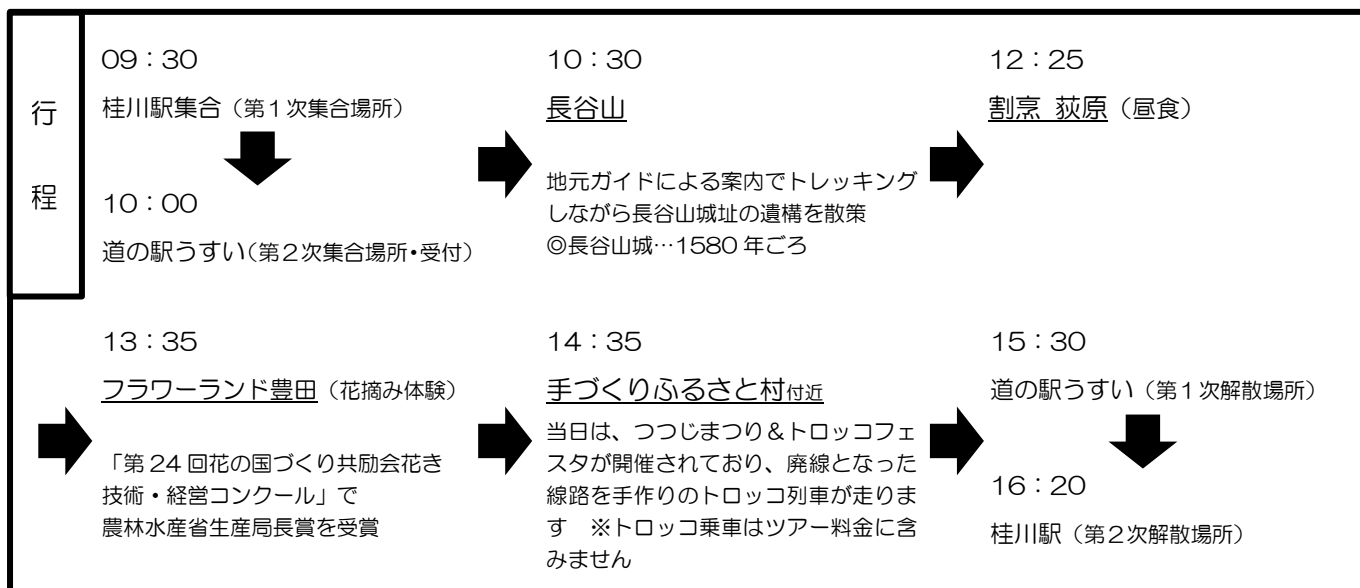 行程
09：30
桂川駅集合（第1次集合場所）
10：00
道の駅うすい（第2次集合場所・受付）
10：30
長谷山
地元ガイドによる案内でトレッキング
しながら長谷山城址の遺構を散策
◎長谷山城…1580年ごろ
12：25
割烹 荻原（昼食）
13：35
フラワーランド豊田（花摘み体験）
「第24回花の国づくり共励会花き
技術・経営コンクール」で
農林水産省生産局長賞を受賞
14：35
手づくりふるさと村付近
当日は、つつじまつり＆トロッコフェ
スタが開催されており、廃線となった
線路を手作りのトロッコ列車が走りま
す　※トロッコ乗車はツアー料金に含
みません
15：30
道の駅うすい（第1次解散場所）
16：20
桂川駅（第2次解散場所）